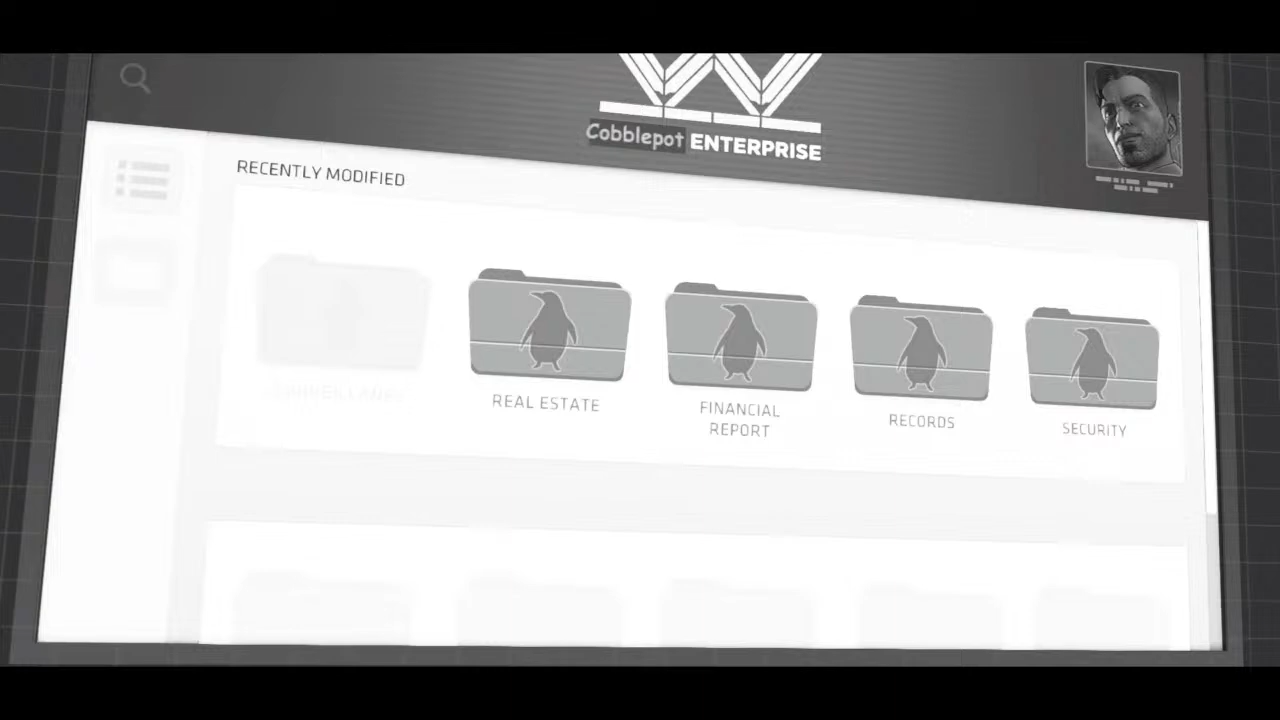 Cobblepot ENTERPRISE
RECENTLY MODIFIED
REAL ESTATE
FINANCIAL
REPORT
RECORDS
SECURITY